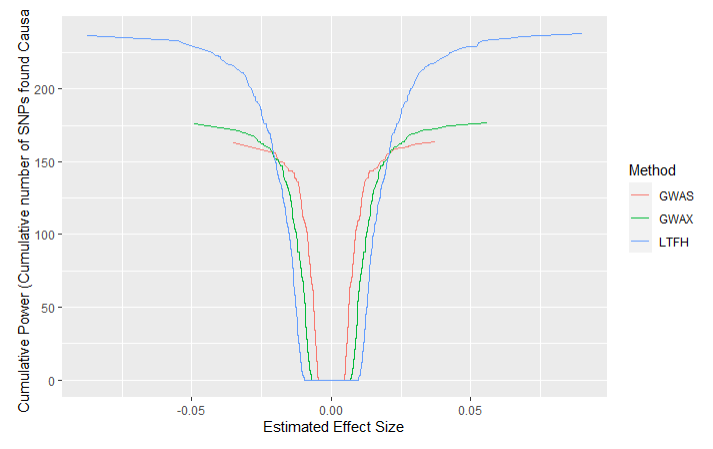 Cumulative Power (Cumulative number of SNPs found Causa
200
150
100
50
0
-0.05
0.00
0.05
Estimated Effect Size
Method
GWAS
GWAX
LTFH